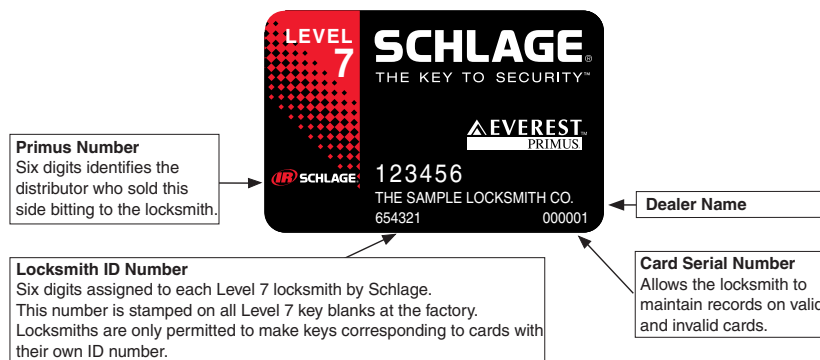 LEVEL
7
SCHLAGE®
THE KEY TO SECURITY™
EVEREST™
PRIMUS
IR SCHLAGE
123456
THE SAMPLE LOCKSMITH CO.
654321 000001
Primus Number
Six digits identifies the
distributor who sold this
side bitting to the locksmith.
Dealer Name
Locksmith ID Number
Six digits assigned to each Level 7 locksmith by Schlage.
This number is stamped on all Level 7 key blanks at the factory.
Locksmiths are only permitted to make keys corresponding to cards with
their own ID number.
Card Serial Number
Allows the locksmith to
maintain records on valid
and invalid cards.